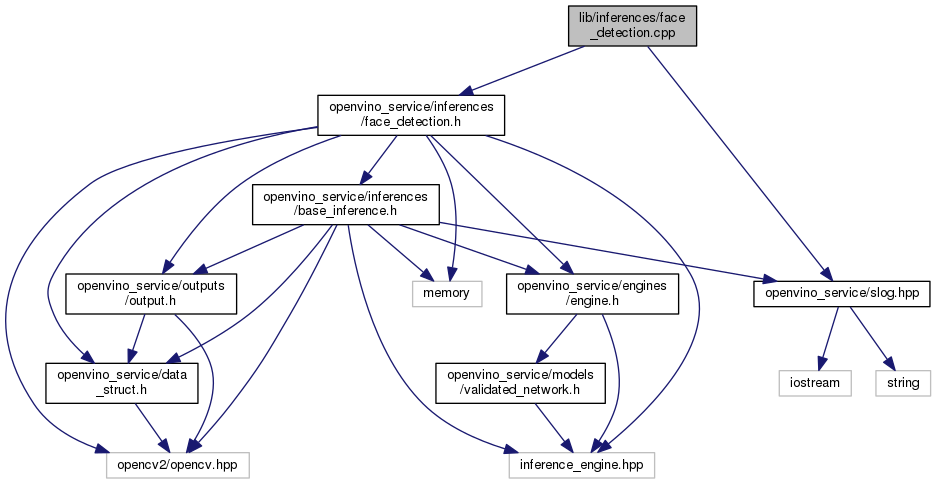 lib/inferences/face
_detection.cpp
openvino_service/inferences
/face_detection.h
openvino_service/inferences
/base_inference.h
openvino_service/outputs
/output.h
memory
openvino_service/engines
/engine.h
openvino_service/slog.hpp
openvino_service/data
_struct.h
openvino_service/models
/validated_network.h
iostream
string
opencv2/opencv.hpp
inference_engine.hpp